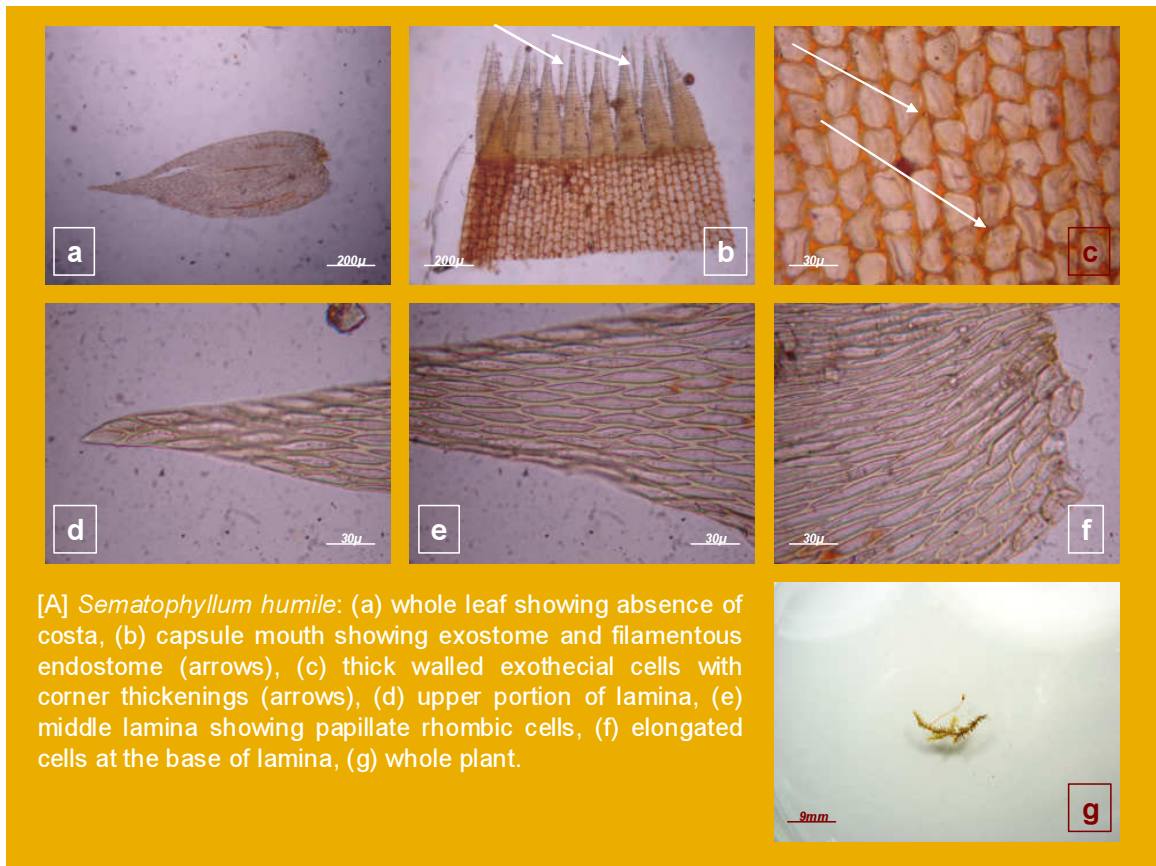 a
200µ
b
200µ
c
30µ
d
30µ
e
30µ
f
30µ
[A] Sematophyllum humile: (a) whole leaf showing absence of
costa, (b) capsule mouth showing exostome and filamentous
endostome (arrows), (c) thick walled exothecial cells with
corner thickenings (arrows), (d) upper portion of lamina, (e)
middle lamina showing papillate rhombic cells, (f) elongated
cells at the base of lamina, (g) whole plant.
g
9mm